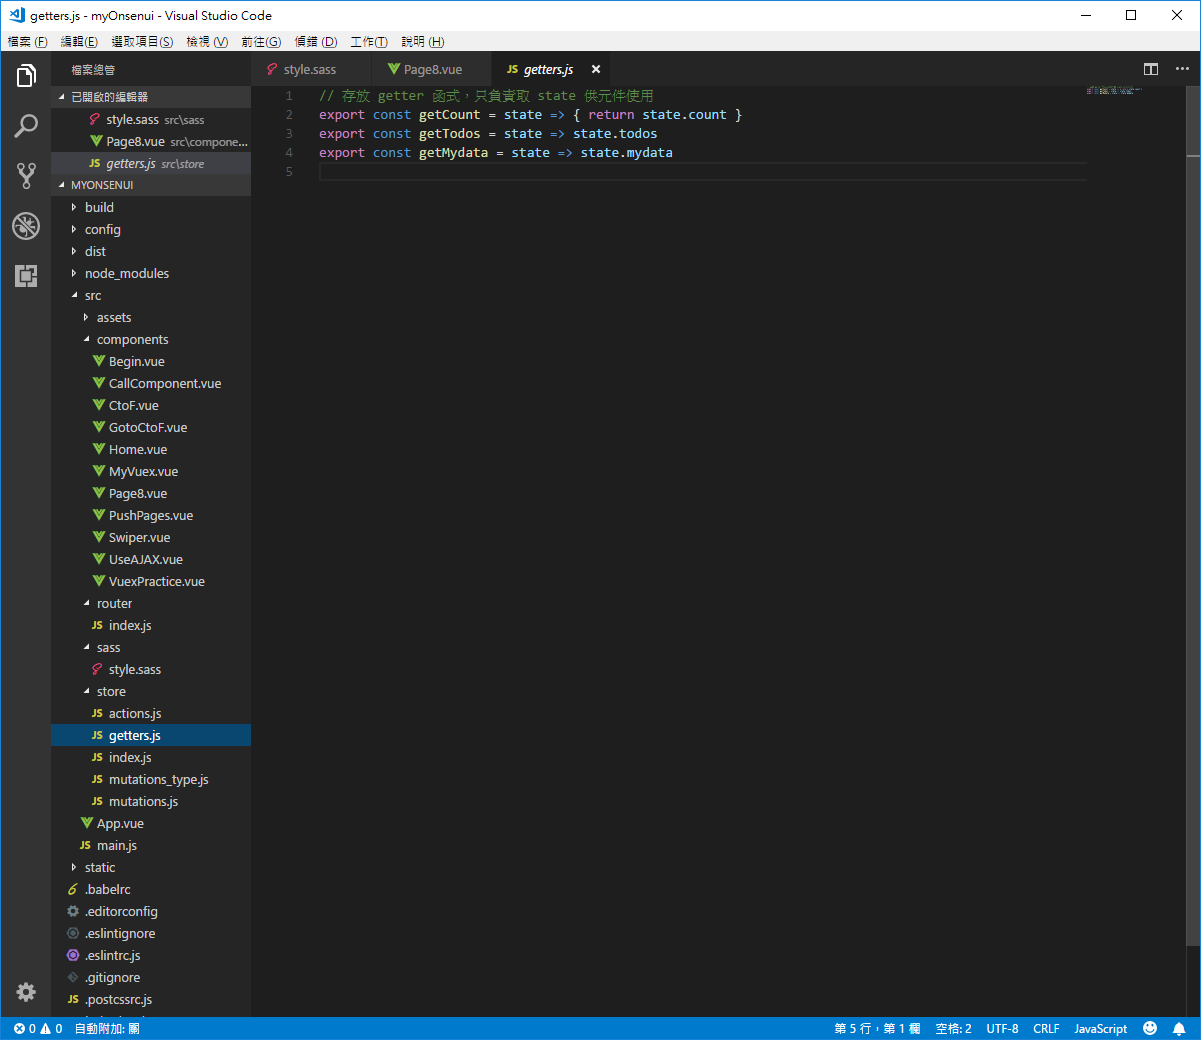 getters.js - myOnsenui - Visual Studio Code
檔案 (F) 編輯(E) 選取項目(S) 檢視 (V) 前往(G) 偵錯 (D) 工作(T) 說明 (H)
檔案總管
style.sass Page8.vue JS getters.js
已開啟的編輯器
style.sass src\sass
Page8.vue src\compone...
JS getters.js src\store
MYONSENUI
build
config
dist
node_modules
src
assets
components
Begin.vue
CallComponent.vue
CtoF.vue
GotoCtoF.vue
Home.vue
MyVuex.vue
Page8.vue
PushPages.vue
Swiper.vue
UseAJAX.vue
VuexPractice.vue
router
JS index.js
sass
style.sass
store
JS actions.js
JS getters.js
JS index.js
JS mutations_type.js
JS mutations.js
App.vue
JS main.js
static
.babelrc
.editorconfig
.eslintignore
.eslintrc.js
.gitignore
JS .postcssrc.js
1 // 存放 getter 函式，只負責取 state 供元件使用
2 export const getCount = state => { return state.count }
3 export const getTodos = state => state.todos
4 export const getMydata = state => state.mydata
5
0 0 自動附加: 關 第 5 行，第 1 欄 空格: 2 UTF-8 CRLF JavaScript